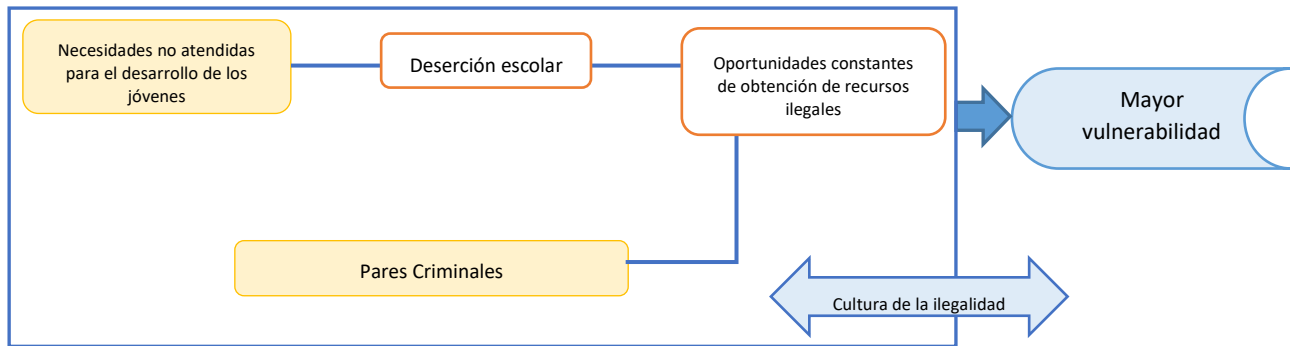 Necesidades no atendidas
para el desarrollo de los
jóvenes
Deserción escolar
Oportunidades constantes
de obtención de recursos
ilegales
Mayor
vulnerabilidad
Pares Criminales
Cultura de la ilegalidad